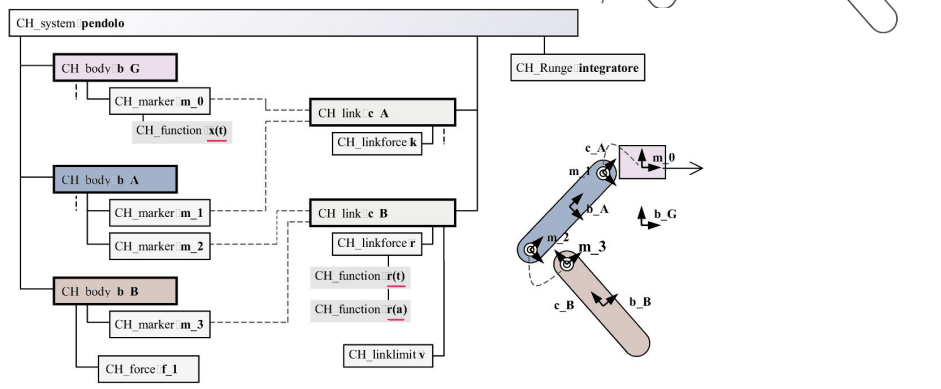 CH_system pendolo
CH_body b_G
CH_marker m_0
CH_function x(t)
CH_body b_A
CH_marker m_1
CH_marker m_2
CH_body b_B
CH_marker m_3
CH_force f_1
CH_link c_A
CH_linkforce k
CH_link c_B
CH_linkforce r
CH_function r(t)
CH_function r(a)
CH_linklimit v
CH_Runge integratore
c_A
m_0
m_1
b_A
b_G
m_2
m_3
c_B
b_B